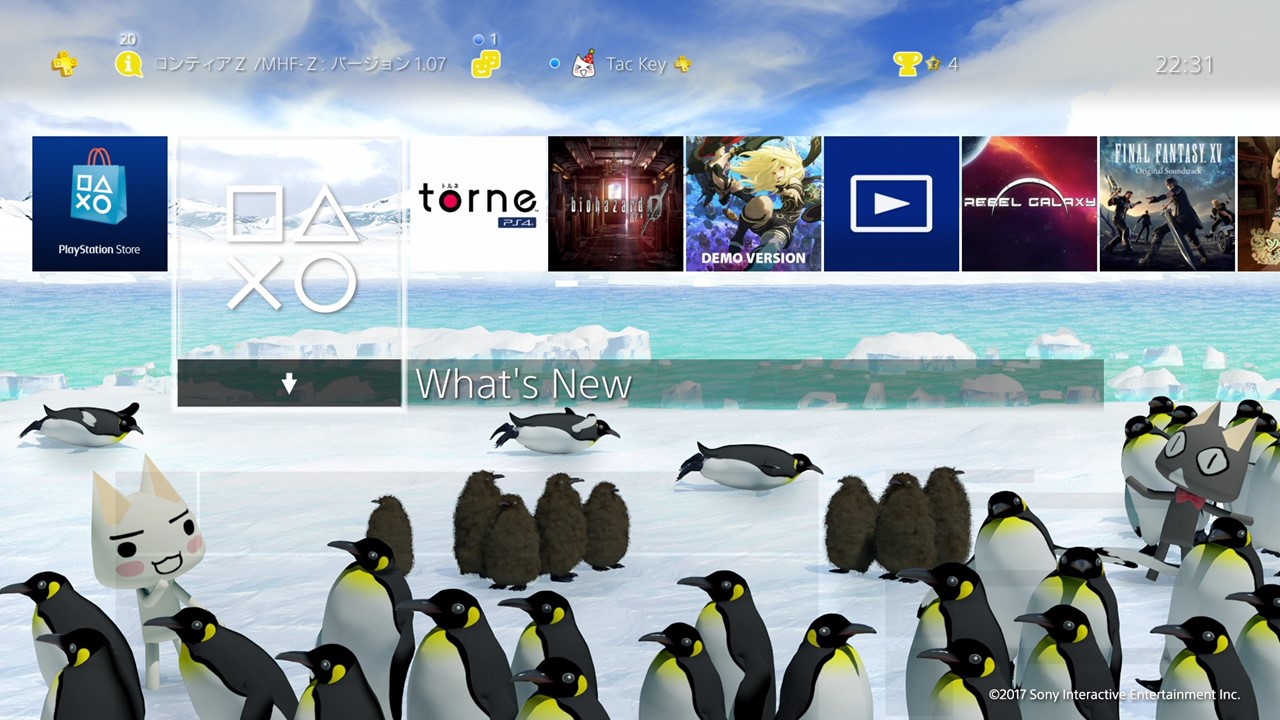 20
コンティアZ /MHF-Z : バージョン1.07
1
Tac Key
4
22:31
PlayStation Store
トルネ
torne
PS4
biohazard 0
DEMO VERSION
REBEL GALAXY
FINAL FANTASY XV
Original Soundtrack
What's New
©2017 Sony Interactive Entertainment Inc.